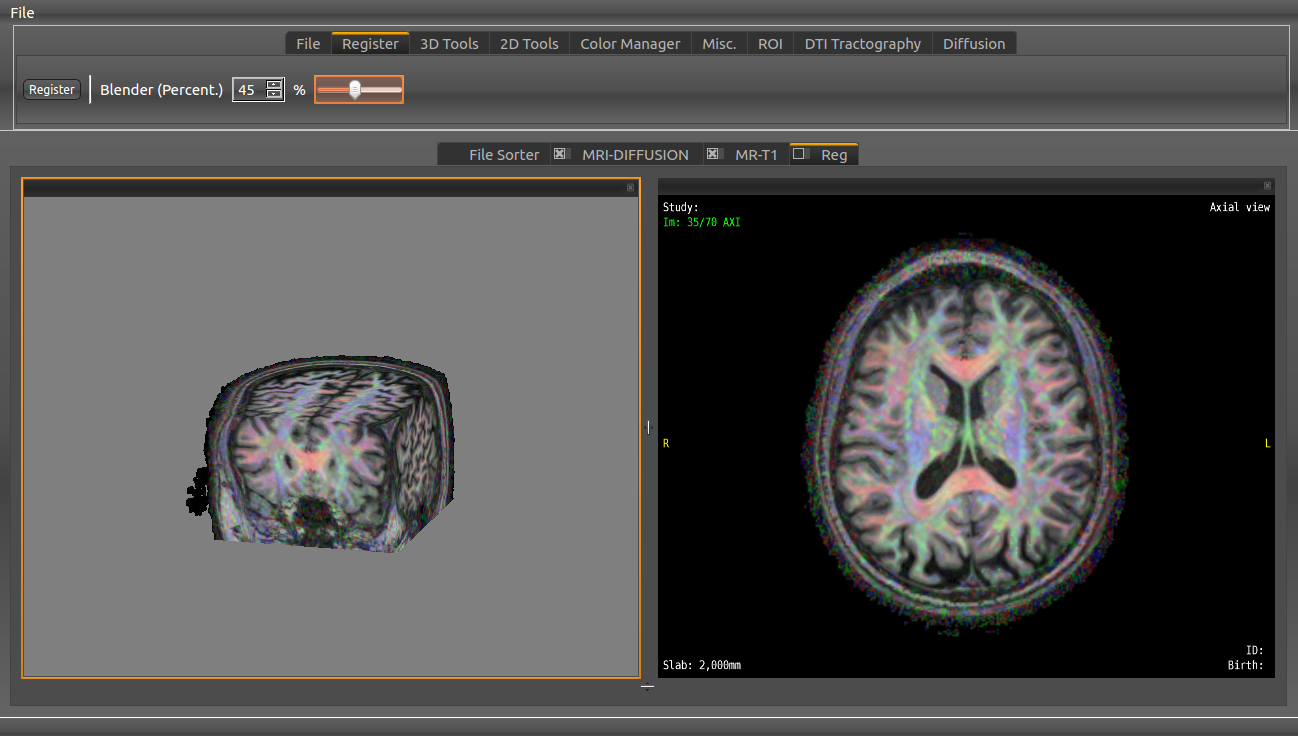 File
File Register 3D Tools 2D Tools Color Manager Misc. ROI DTI Tractography Diffusion
Register Blender (Percent.) 45 %
File Sorter MRI-DIFFUSION MR-T1 Reg
Study: Axial view
Im: 35/70 AXI
R L
ID:
Slab: 2,000mm Birth: